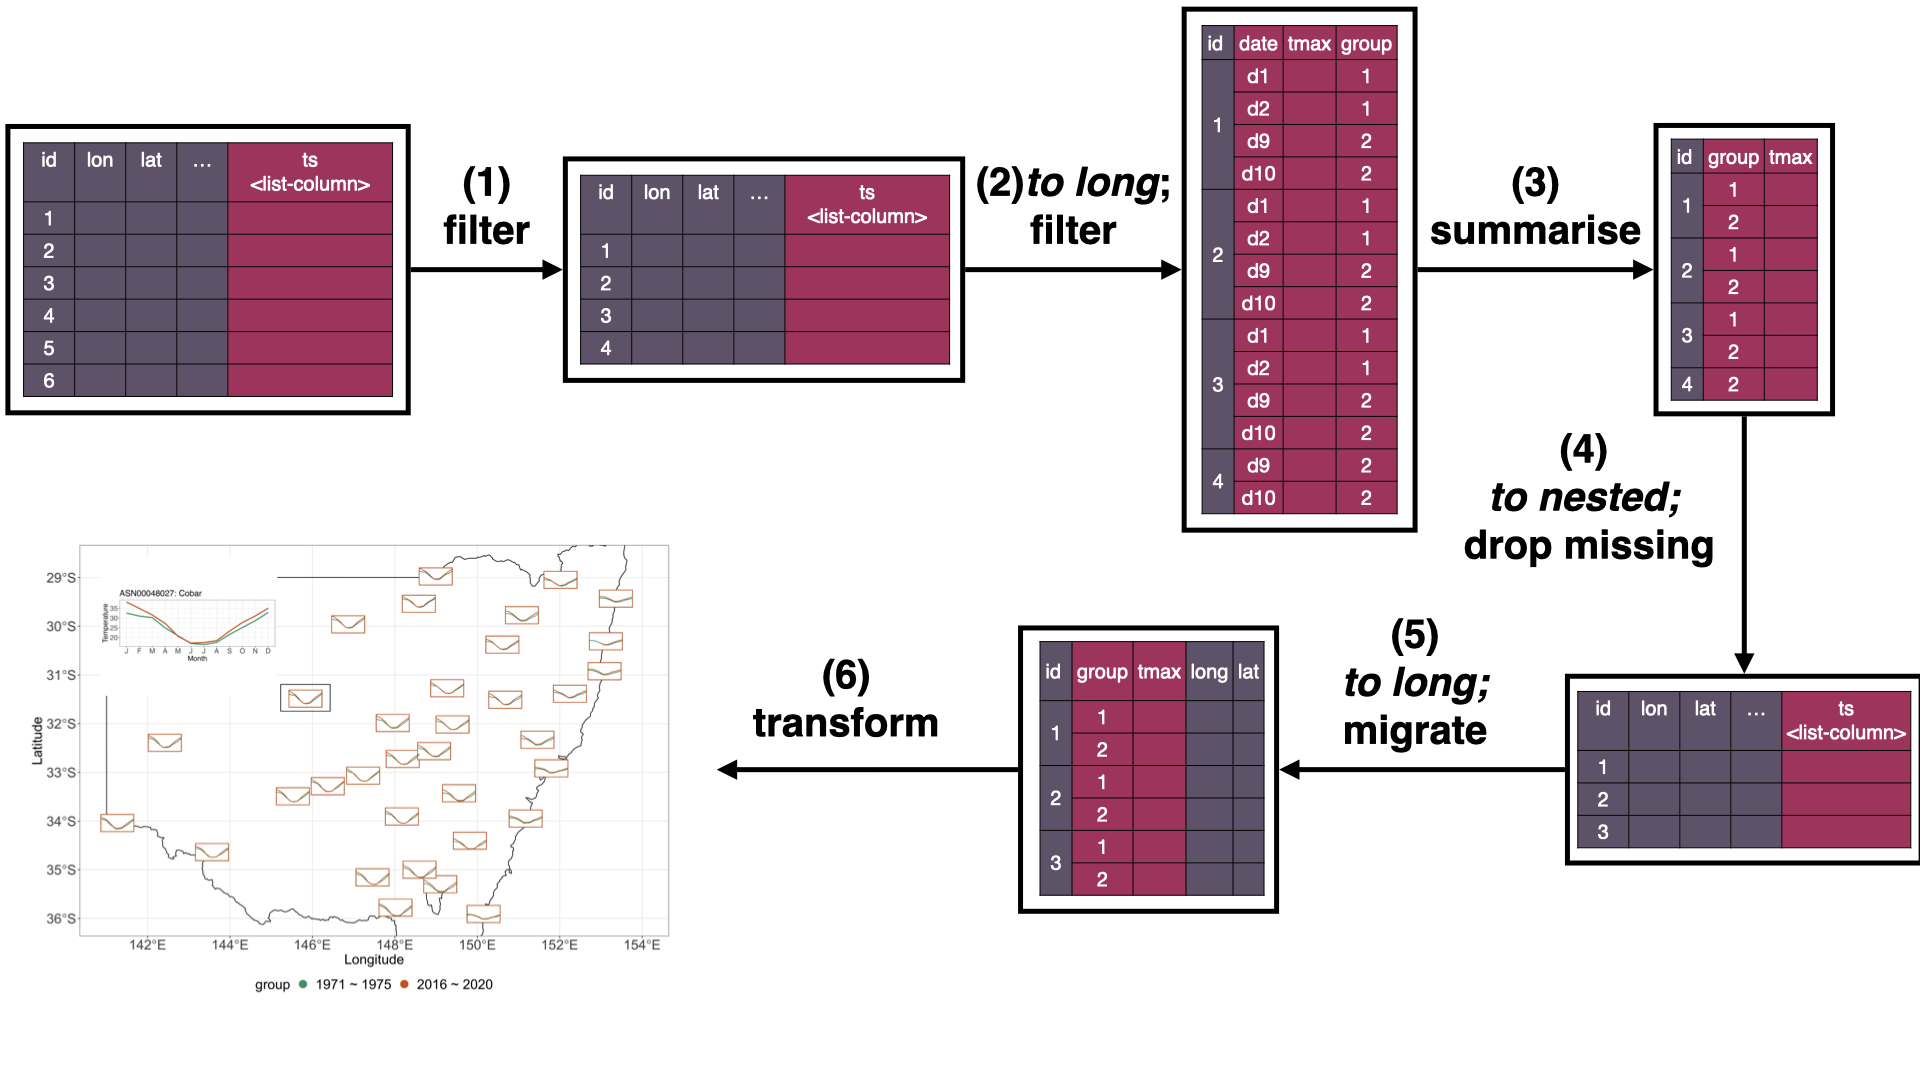 id lon lat ... ts
<list-column>
1
2
3
4
5
6
(1)
filter
id lon lat ... ts
<list-column>
1
2
3
4
(2)to long;
filter
id date tmax group
1
d1 1
d2 1
d9 2
d10 2
2
d1 1
d2 1
d9 2
d10 2
3
d1 1
d2 1
d9 2
d10 2
4
d9 2
d10 2
(3)
summarise
id group tmax
1
1
2
2
1
2
3
1
2
4 2
(4)
to nested;
drop missing
id lon lat ... ts
<list-column>
1
2
3
(5)
to long;
migrate
id group tmax long lat
1
1
2
2
1
2
3
1
2
(6)
transform
ASN00048027: Cobar
Temperature
35
30
25
20
J F M A M J J A S O N D
Month
Latitude
29°S
30°S
31°S
32°S
33°S
34°S
35°S
36°S
142°E 144°E 146°E 148°E 150°E 152°E 154°E
Longitude
group 1971 ~ 1975 2016 ~ 2020